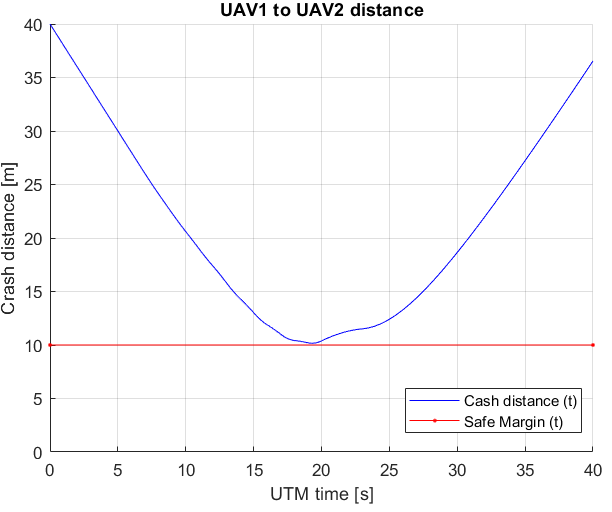 UAV1 to UAV2 distance
Crash distance [m]
40
35
30
25
20
15
10
5
0
Cash distance (t)
Safe Margin (t)
0 5 10 15 20 25 30 35 40
UTM time [s]